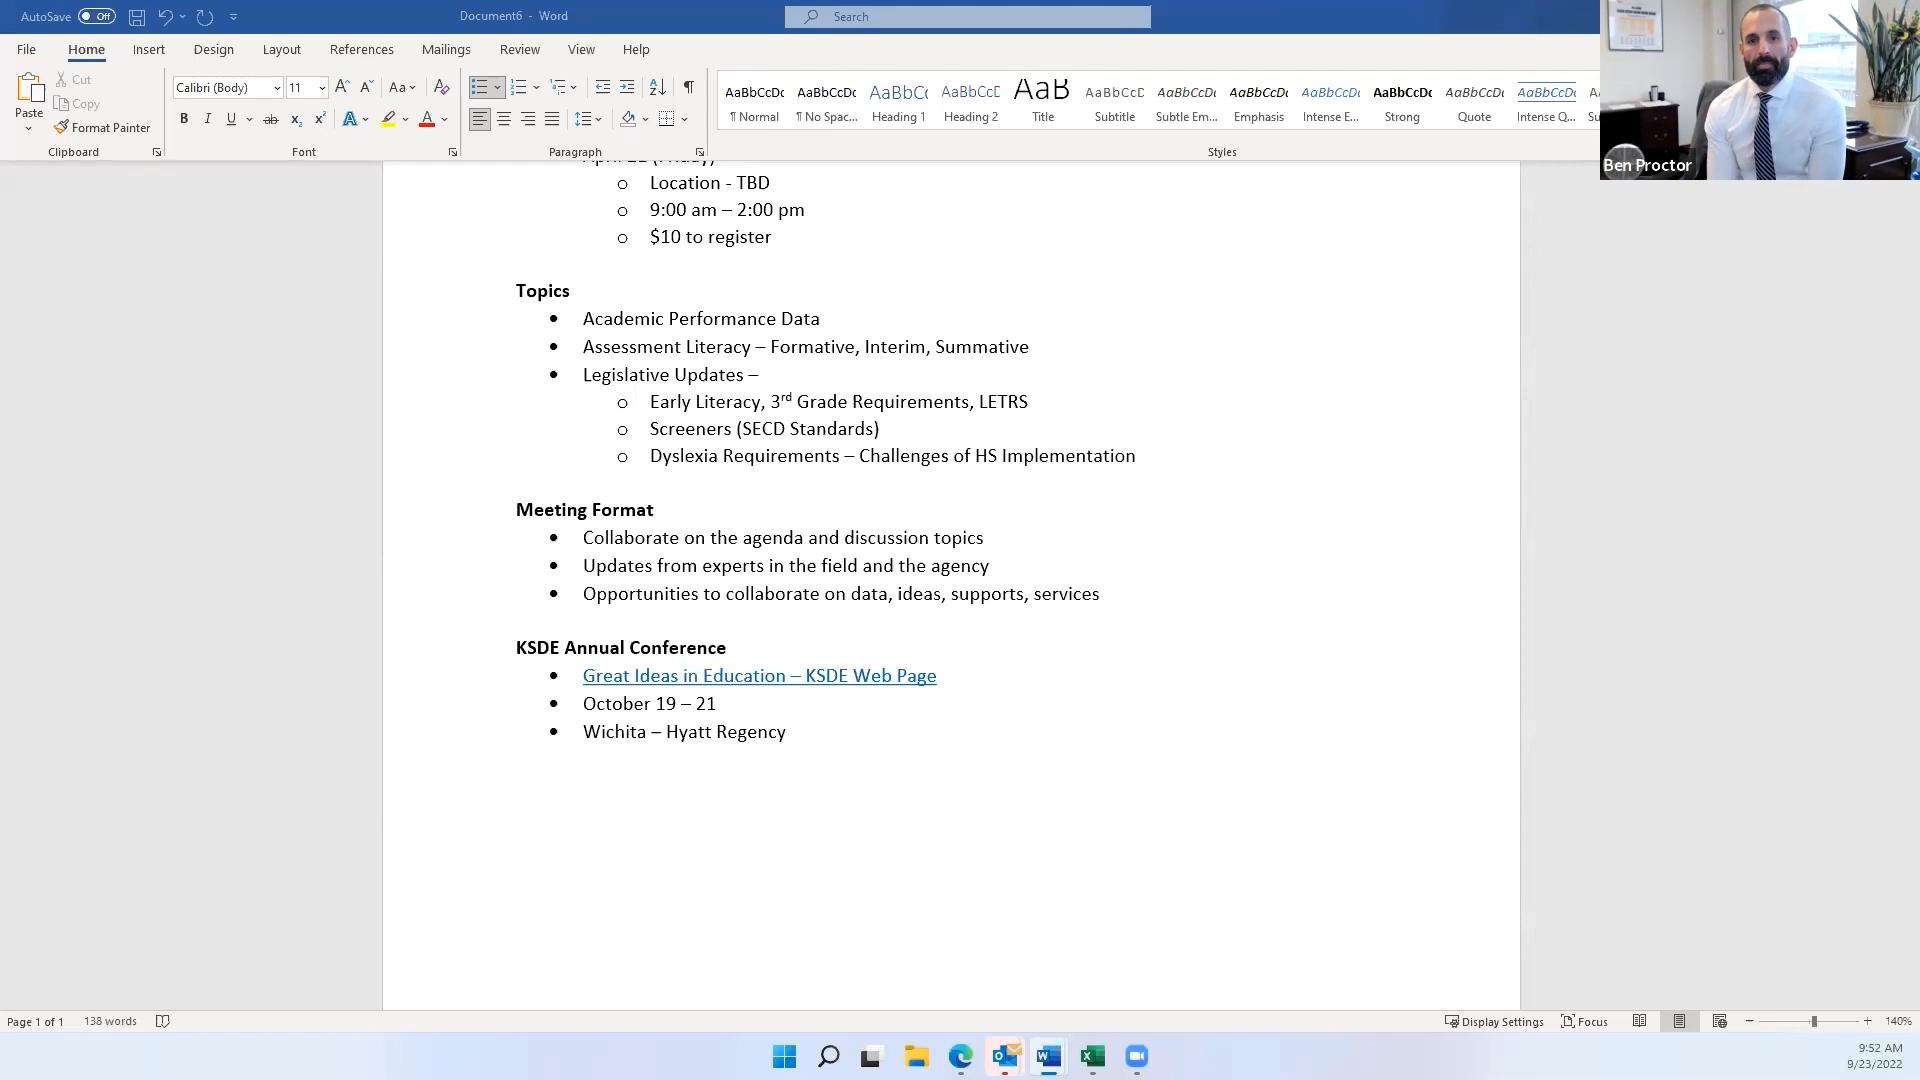 AutoSave Off
Document6 - Word
Search
File Home Insert Design Layout References Mailings Review View Help
Paste
Cut
Copy
Format Painter
Clipboard
Calibri (Body) 11
Font
Paragraph
AaBbCcDc AaBbCcDc AaBbC( AaBbCcD AaB AaBbCcD AaBbCcDc AaBbCcDc AaBbCcDc AaBbCcDc AaBbCcDc AaBbCcDc
¶ Normal ¶ No Spac... Heading 1 Heading 2 Title Subtitle Subtle Em... Emphasis Intense E... Strong Quote Intense Q...
Styles
Ben Proctor
○ Location - TBD
○ 9:00 am – 2:00 pm
○ $10 to register
Topics
• Academic Performance Data
• Assessment Literacy – Formative, Interim, Summative
• Legislative Updates –
○ Early Literacy, 3rd Grade Requirements, LETRS
○ Screeners (SECD Standards)
○ Dyslexia Requirements – Challenges of HS Implementation
Meeting Format
• Collaborate on the agenda and discussion topics
• Updates from experts in the field and the agency
• Opportunities to collaborate on data, ideas, supports, services
KSDE Annual Conference
• Great Ideas in Education – KSDE Web Page
• October 19 – 21
• Wichita – Hyatt Regency
Page 1 of 1 138 words
Display Settings Focus 140%
9:52 AM
9/23/2022